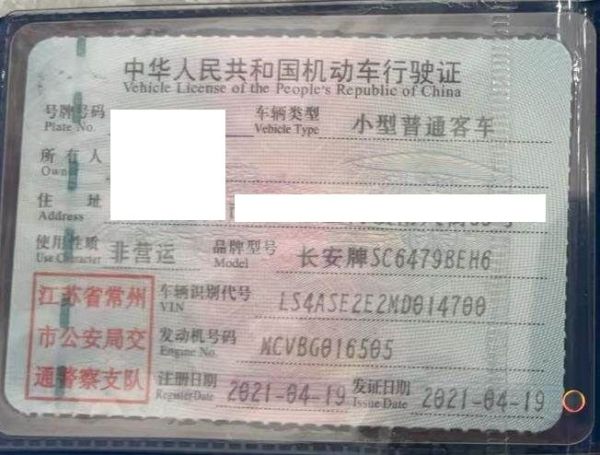 中华人民共和国机动车行驶证
Vehicle License of the People's Republic of China
号牌号码 车辆类型 小型普通客车
Plate No. Vehicle Type
所有人
Owner
住址
Address
使用性质 非营运 品牌型号 长安牌SC6479BEH6
Use Character Model
江苏省常州 车辆识别代号 LS4ASE2E2MD014700
VIN
市公安局交 发动机号码 NCVBG016505
Engine No.
通警察支队 注册日期 2021-04-19 发证日期 2021-04-19
Register Date Issue Date